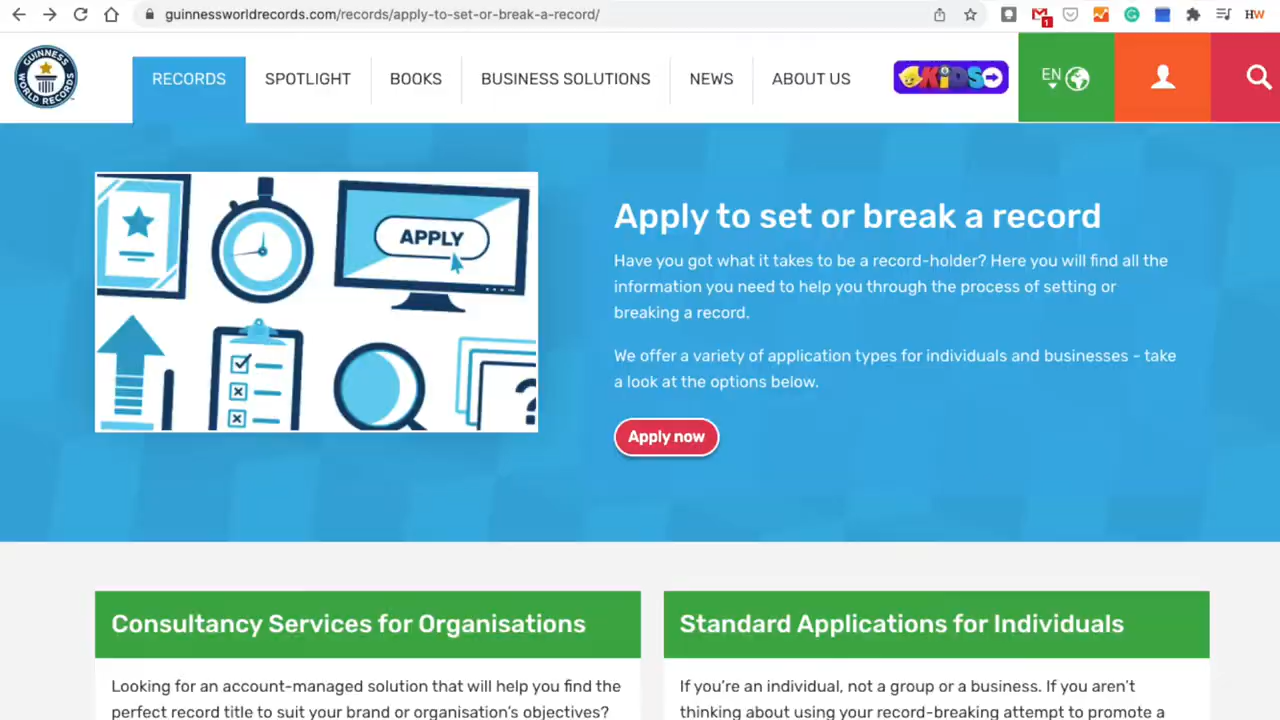 guinnessworldrecords.com/records/apply-to-set-or-break-a-record/
1
HW
GUINNESS
WORLD RECORDS
RECORDS
SPOTLIGHT
BOOKS
BUSINESS SOLUTIONS
NEWS
ABOUT US
KiDS
EN
APPLY
?
Apply to set or break a record
Have you got what it takes to be a record-holder? Here you will find all the
information you need to help you through the process of setting or
breaking a record.
We offer a variety of application types for individuals and businesses - take
a look at the options below.
Apply now
Consultancy Services for Organisations
Looking for an account-managed solution that will help you find the
perfect record title to suit your brand or organisation's objectives?
Standard Applications for Individuals
If you're an individual, not a group or a business. If you aren't
thinking about using your record-breaking attempt to promote a